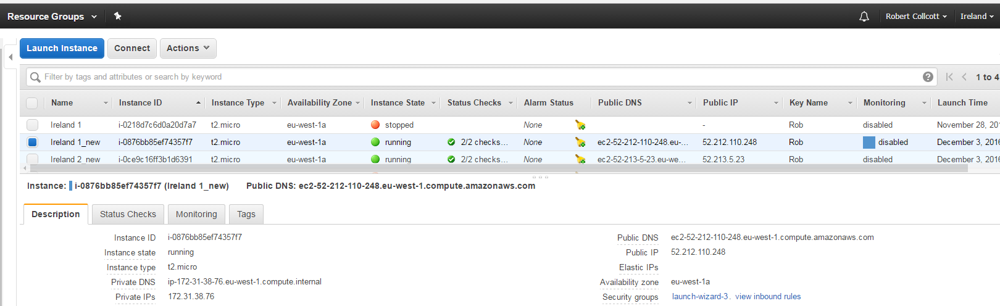 Resource Groups Robert Collcott Ireland
Launch Instance Connect Actions
Filter by tags and attributes or search by keyword ? 1 to 4
Name Instance ID Instance Type Availability Zone Instance State Status Checks Alarm Status Public DNS Public IP Key Name Monitoring Launch Time
Ireland 1 i-0218d7c6d0a20d7a7 t2.micro eu-west-1a stopped None - Rob disabled November 28, 201
Ireland 1_new i-0876bb85ef74357f7 t2.micro eu-west-1a running 2/2 checks... None ec2-52-212-110-248.eu-... 52.212.110.248 Rob disabled December 3, 2016
Ireland 2_new i-0ce9c16ff3b1d6391 t2.micro eu-west-1a running 2/2 checks... None ec2-52-213-5-23.eu-we... 52.213.5.23 Rob disabled December 3, 2016
Instance: i-0876bb85ef74357f7 (Ireland 1_new) Public DNS: ec2-52-212-110-248.eu-west-1.compute.amazonaws.com
Description Status Checks Monitoring Tags
Instance ID i-0876bb85ef74357f7 Public DNS ec2-52-212-110-248.eu-west-1.compute.amazonaws.com
Instance state running Public IP 52.212.110.248
Instance type t2.micro Elastic IPs
Private DNS ip-172-31-38-76.eu-west-1.compute.internal Availability zone eu-west-1a
Private IPs 172.31.38.76 Security groups launch-wizard-3. view inbound rules